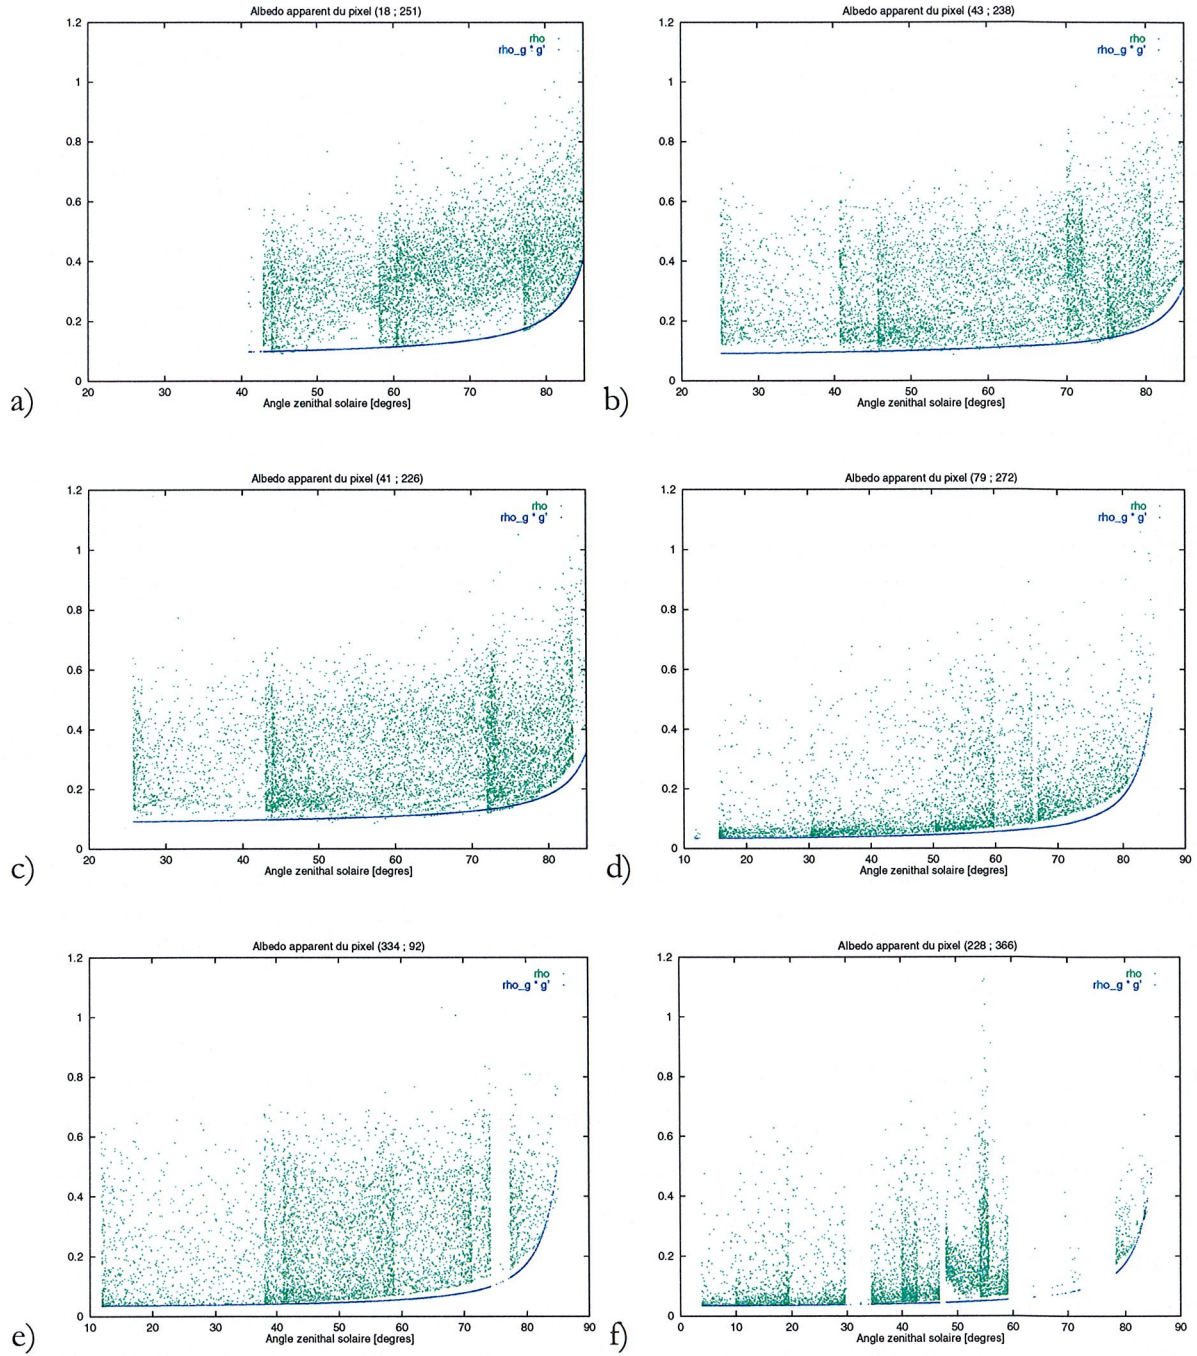 Albedo apparent du pixel (18 ; 251)
1.2
rho
rho_g * g'
1
0.8
0.6
0.4
0.2
0
20 30 40 50 60 70 80
Angle zenithal solaire [degres]
a)
Albedo apparent du pixel (43 ; 238)
1.2
rho
rho_g * g'
1
0.8
0.6
0.4
0.2
0
20 30 40 50 60 70 80
Angle zenithal solaire [degres]
b)
Albedo apparent du pixel (41 ; 226)
1.2
rho
rho_g * g'
1
0.8
0.6
0.4
0.2
0
20 30 40 50 60 70 80
Angle zenithal solaire [degres]
c)
Albedo apparent du pixel (79 ; 272)
1.2
rho
rho_g * g'
1
0.8
0.6
0.4
0.2
0
10 20 30 40 50 60 70 80 90
Angle zenithal solaire [degres]
d)
Albedo apparent du pixel (334 ; 92)
1.2
rho
rho_g * g'
1
0.8
0.6
0.4
0.2
0
10 20 30 40 50 60 70 80 90
Angle zenithal solaire [degres]
e)
Albedo apparent du pixel (228 ; 366)
1.2
rho
rho_g * g'
1
0.8
0.6
0.4
0.2
0
0 10 20 30 40 50 60 70 80 90
Angle zenithal solaire [degres]
f)